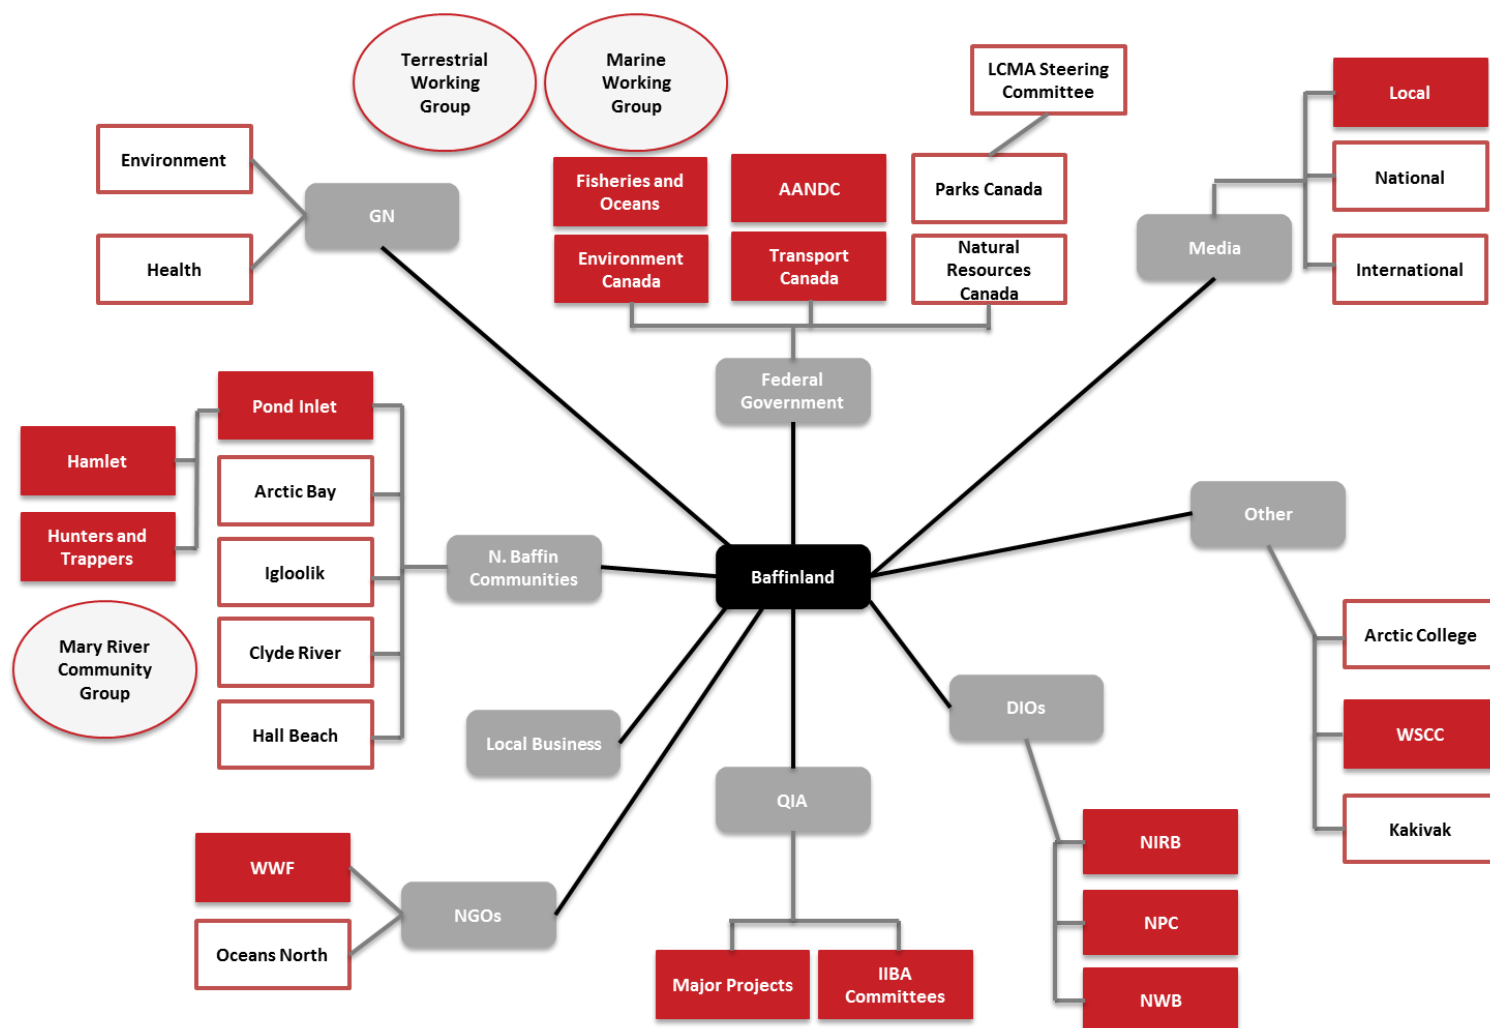 Terrestrial
Working
Group
Marine
Working
Group
LCMA Steering
Committee
Local
National
International
Media
Environment
Health
GN
Fisheries and
Oceans
AANDC
Parks Canada
Environment
Canada
Transport
Canada
Natural
Resources
Canada
Federal
Government
Pond Inlet
Hamlet
Hunters and
Trappers
Arctic Bay
Igloolik
Clyde River
Hall Beach
N. Baffin
Communities
Mary River
Community
Group
Baffinland
Other
Arctic College
WSCC
Kakivak
Local Business
QIA
DIOs
NIRB
NPC
NWB
WWF
Oceans North
NGOs
Major Projects
IIBA
Committees